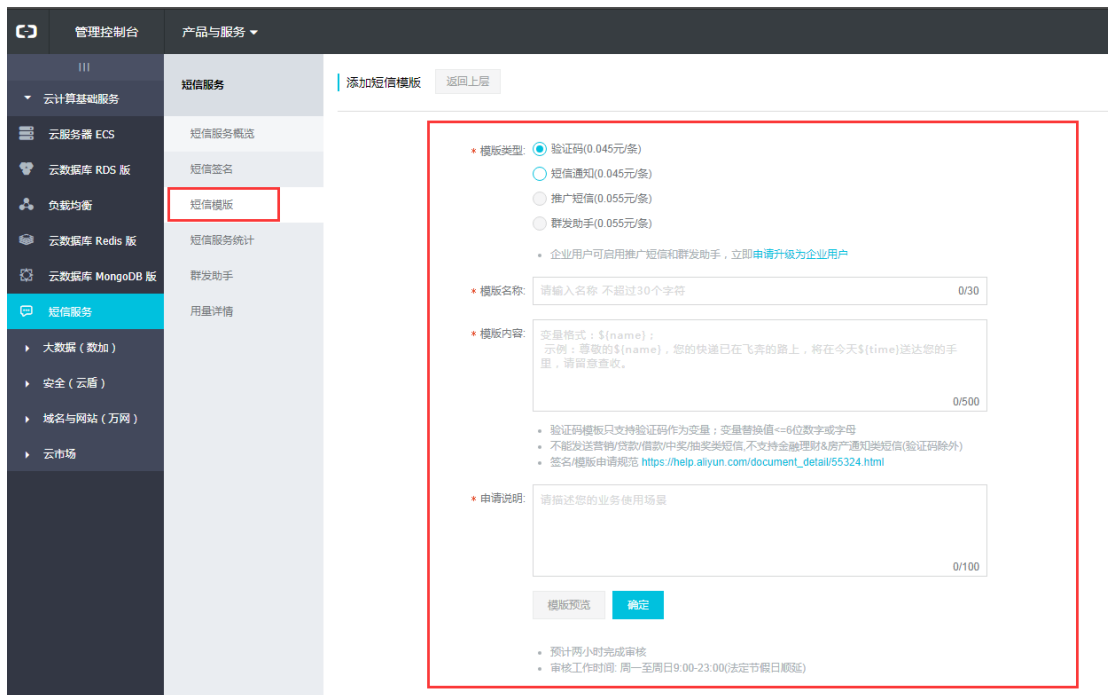 管理控制台
产品与服务
云计算基础服务
云服务器 ECS
云数据库 RDS 版
负载均衡
云数据库 Redis 版
云数据库 MongoDB 版
短信服务
大数据 ( 数加 )
安全 ( 云盾 )
域名与网站 ( 万网 )
云市场
短信服务
短信服务概览
短信签名
短信模版
短信服务统计
群发助手
用量详情
添加短信模版
返回上层
* 模版类型:
验证码(0.045元/条)
短信通知(0.045元/条)
推广短信(0.055元/条)
群发助手(0.055元/条)
企业用户可启用推广短信和群发助手，立即申请升级为企业用户
* 模版名称:
请输入名称 不超过30个字符
0/30
* 模版内容:
变量格式：${name}；
示例：尊敬的${name}，您的快递已在飞奔的路上，将在今天${time}送达您的手
里，请留意查收。
0/500
验证码模板只支持验证码作为变量；变量替换值<=6位数字或字母
不能发送营销/贷款/借款/中奖/抽奖类短信,不支持金融理财&房产通知类短信(验证码除外)
签名/模版申请规范 https://help.aliyun.com/document_detail/55324.html
* 申请说明:
请描述您的业务使用场景
0/100
模版预览
确定
预计两小时完成审核
审核工作时间: 周一至周日9:00-23:00(法定节假日顺延)